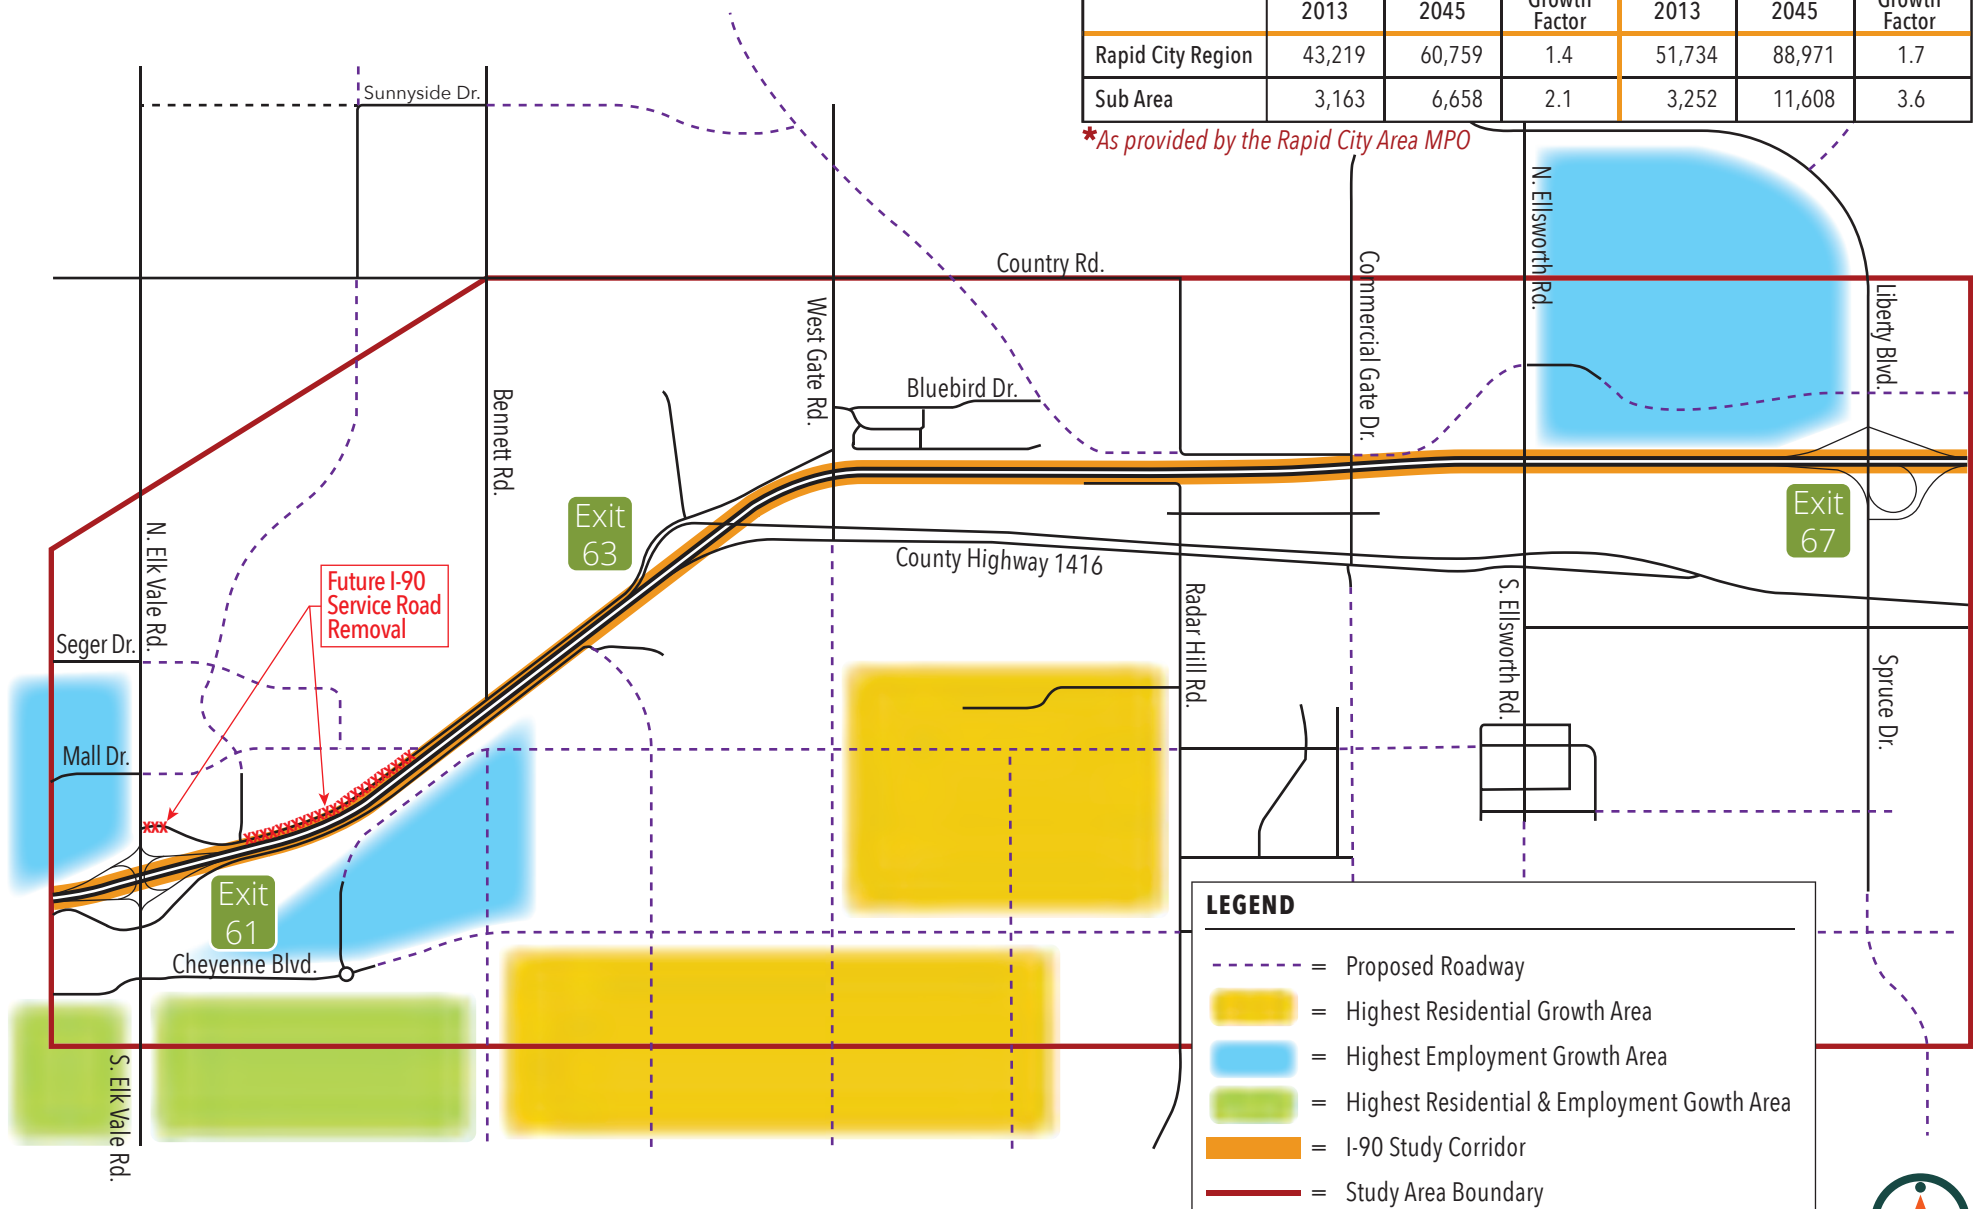 2013 2045 Growth Factor 2013 2045 Growth Factor
Rapid City Region 43,219 60,759 1.4 51,734 88,971 1.7
Sub Area 3,163 6,658 2.1 3,252 11,608 3.6
*As provided by the Rapid City Area MPO
Sunnyside Dr.
Country Rd.
N. Ellsworth Rd.
Commercial Gate Dr.
Liberty Blvd.
West Gate Rd.
Bluebird Dr.
Bennett Rd.
Exit
63
Exit
67
County Highway 1416
N. Elk Vale Rd.
Future I-90
Service Road
Removal
Seger Dr.
Radar Hill Rd.
S. Ellsworth Rd.
Spruce Dr.
Mall Dr.
Exit
61
Cheyenne Blvd.
S. Elk Vale Rd.
xxx
xxxxxxxxxxxxxxxxxxxxxx
LEGEND
= Proposed Roadway
= Highest Residential Growth Area
= Highest Employment Growth Area
= Highest Residential & Employment Gowth Area
= I-90 Study Corridor
= Study Area Boundary